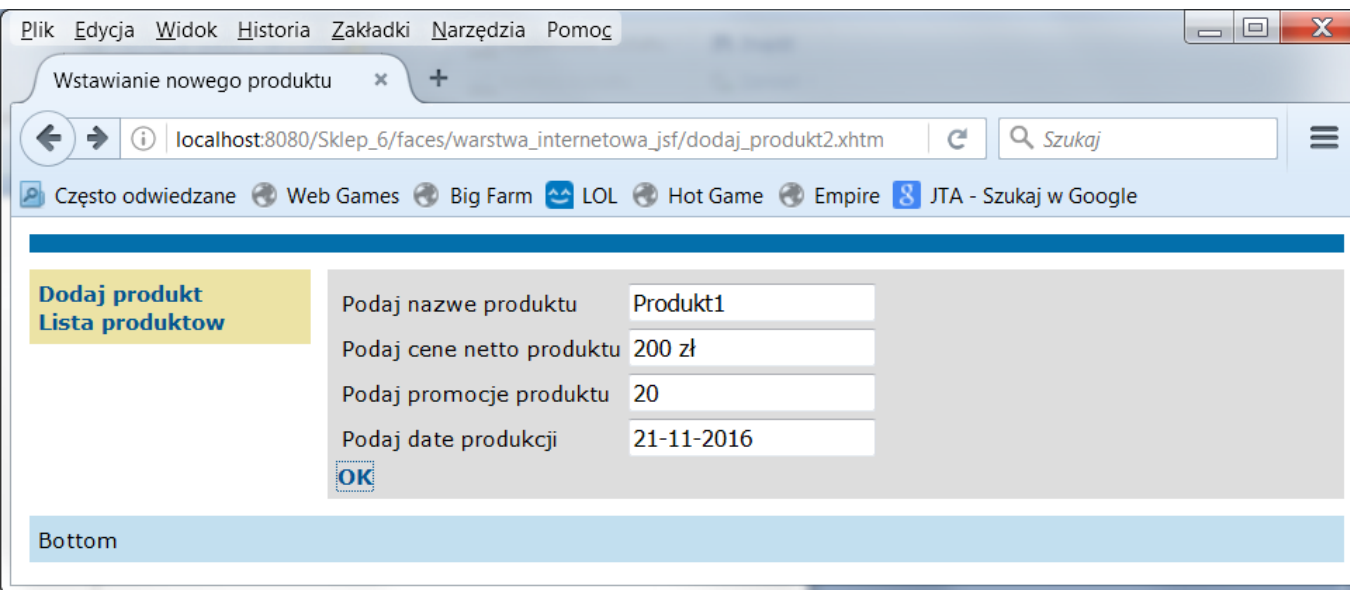 Plik Edycja Widok Historia Zakładki Narzędzia Pomoc
Wstawianie nowego produktu × +
localhost:8080/Sklep_6/faces/warstwa_internetowa_jsf/dodaj_produkt2.xhtm Szukaj
Często odwiedzane Web Games Big Farm LOL Hot Game Empire 8 JTA - Szukaj w Google
Dodaj produkt
Lista produktow
Podaj nazwe produktu Produkt1
Podaj cene netto produktu 200 zł
Podaj promocje produktu 20
Podaj date produkcji 21-11-2016
OK
Bottom